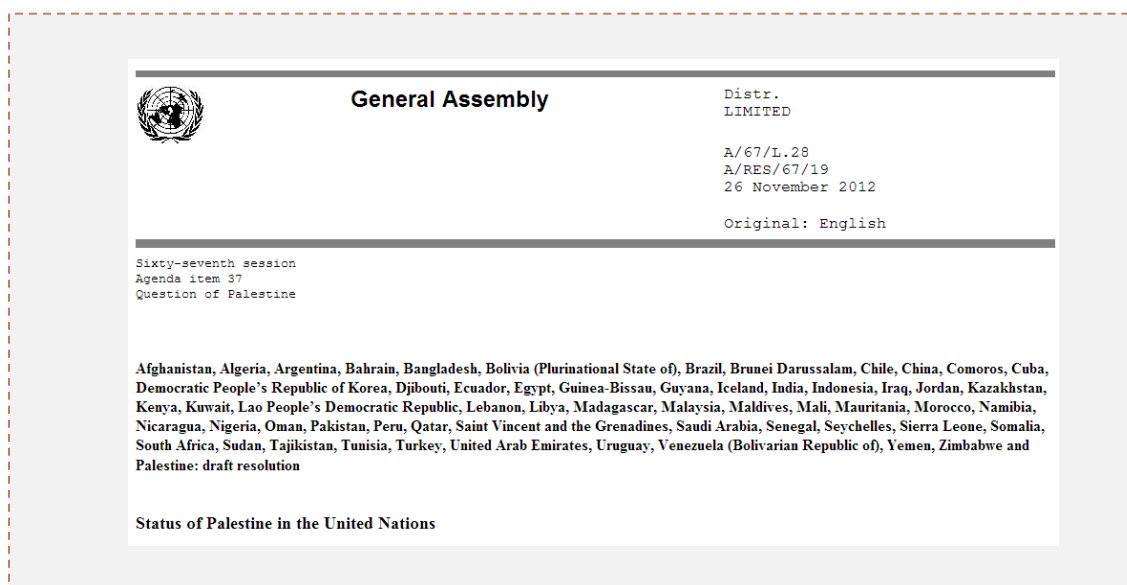 General Assembly
Distr.
LIMITED
A/67/L.28
A/RES/67/19
26 November 2012
Original: English
Sixty-seventh session
Agenda item 37
Question of Palestine
Afghanistan, Algeria, Argentina, Bahrain, Bangladesh, Bolivia (Plurinational State of), Brazil, Brunei Darussalam, Chile, China, Comoros, Cuba,
Democratic People’s Republic of Korea, Djibouti, Ecuador, Egypt, Guinea-Bissau, Guyana, Iceland, India, Indonesia, Iraq, Jordan, Kazakhstan,
Kenya, Kuwait, Lao People’s Democratic Republic, Lebanon, Libya, Madagascar, Malaysia, Maldives, Mali, Mauritania, Morocco, Namibia,
Nicaragua, Nigeria, Oman, Pakistan, Peru, Qatar, Saint Vincent and the Grenadines, Saudi Arabia, Senegal, Seychelles, Sierra Leone, Somalia,
South Africa, Sudan, Tajikistan, Tunisia, Turkey, United Arab Emirates, Uruguay, Venezuela (Bolivarian Republic of), Yemen, Zimbabwe and
Palestine: draft resolution
Status of Palestine in the United Nations